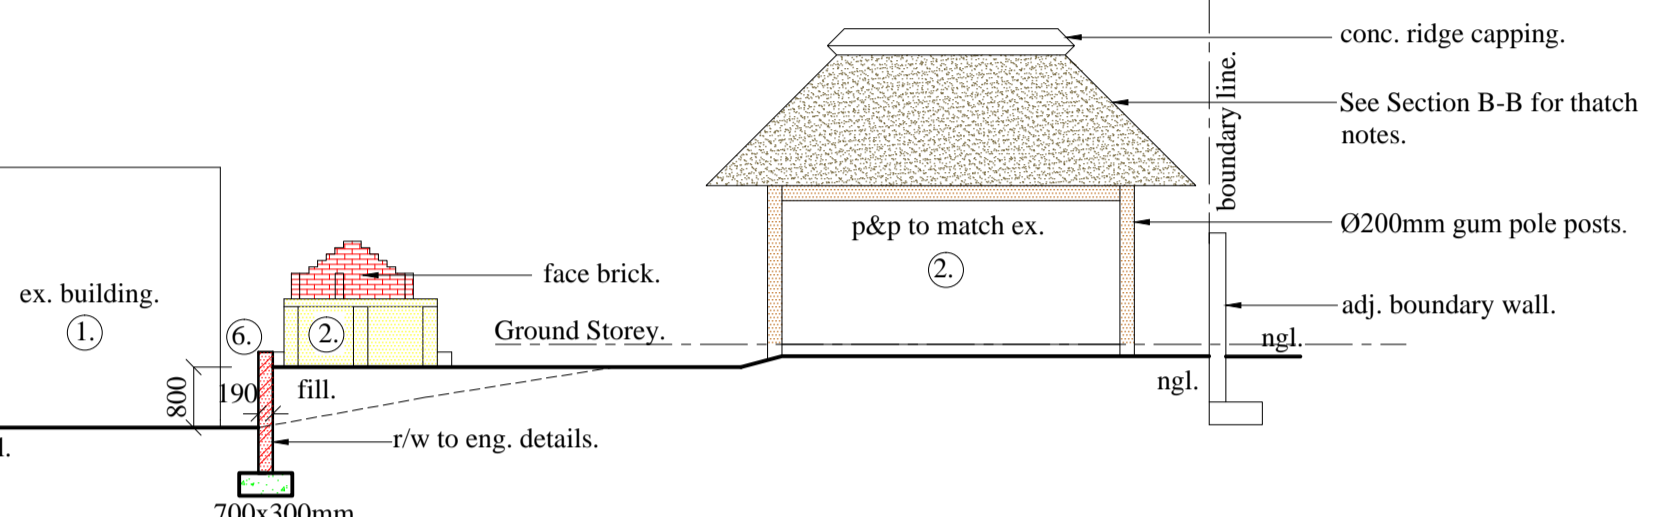 conc. ridge capping.
See Section B-B for thatch
notes.
boundary line.
Ø200mm gum pole posts.
p&p to match ex.
2.
face brick.
ex. building.
1.
adj. boundary wall.
6.
2.
Ground Storey.
ngl.
ngl.
800
190
fill.
r/w to eng. details.
l.
700x300mm